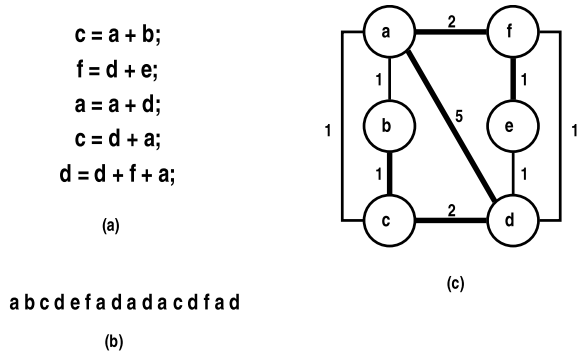 c = a + b;
f = d + e;
a = a + d;
c = d + a;
d = d + f + a;
(a)
a b c d e f a d a d a c d f a d
(b)
a 2 f
1 1
b 5 e
1 1
1 1
c 2 d
(c)